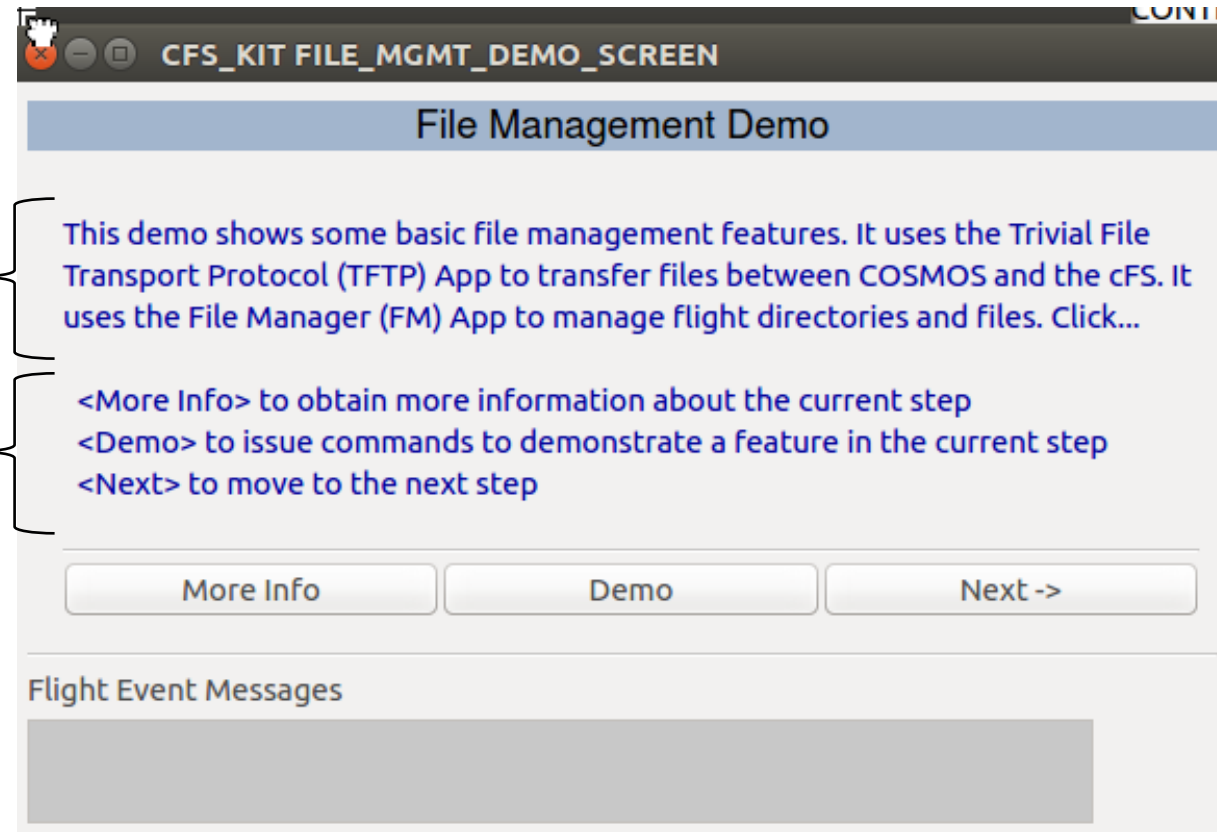 CFS_KIT FILE_MGMT_DEMO_SCREEN
File Management Demo
This demo shows some basic file management features. It uses the Trivial File
Transport Protocol (TFTP) App to transfer files between COSMOS and the cFS. It
uses the File Manager (FM) App to manage flight directories and files. Click...
<More Info> to obtain more information about the current step
<Demo> to issue commands to demonstrate a feature in the current step
<Next> to move to the next step
More Info Demo Next ->
Flight Event Messages